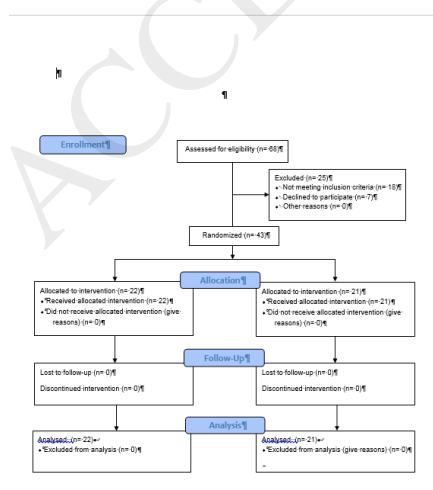 ACCE
¶
¶
Enrollment¶
Assessed·for·eligibility·(n=·68)¶
Excluded·(n=·25)¶
•·Not·meeting·inclusion·criteria·(n=·18)¶
•·Declined·to·participate·(n=·7)¶
•·Other·reasons·(n=·0)¶
Randomized·(n=·43)¶
Allocation¶
Allocated·to·intervention·(n=·22)¶
•Received·allocated·intervention·(n=·22)¶
•Did·not·receive·allocated·intervention·(give·
reasons)·(n=·0)¶
Allocated·to·intervention·(n=·21)¶
•Received·allocated·intervention·(n=·21)¶
•Did·not·receive·allocated·intervention·(give·
reasons)·(n=·0)¶
Follow-Up¶
Lost·to·follow-up·(n=·0)¶
Discontinued·intervention·(n=·0)¶
Lost·to·follow-up·(n=·0)¶
Discontinued·intervention·(n=·0)¶
Analysis¶
Analysed··(n=·22)↵
•Excluded·from·analysis·(n=·0)¶
Analysed··(n=·21)↵
•Excluded·from·analysis·(give·reasons)·(n=·0)¶